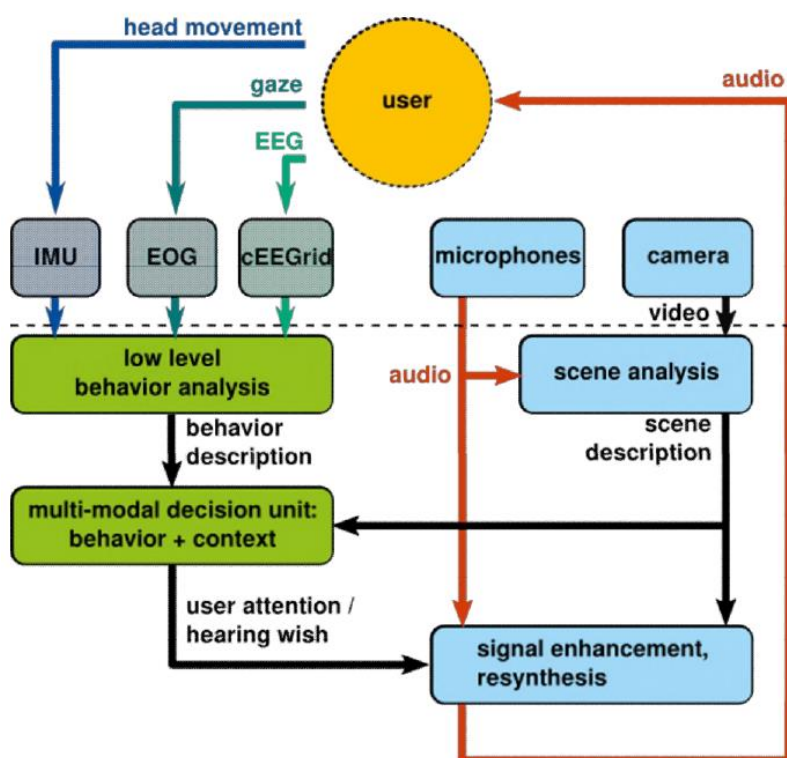 head movement
audio
gaze
user
EEG
IMU
EOG
cEEGrid
microphones
camera
video
low level
behavior analysis
audio
scene analysis
behavior
description
scene
description
multi-modal decision unit:
behavior + context
user attention /
hearing wish
signal enhancement,
resynthesis